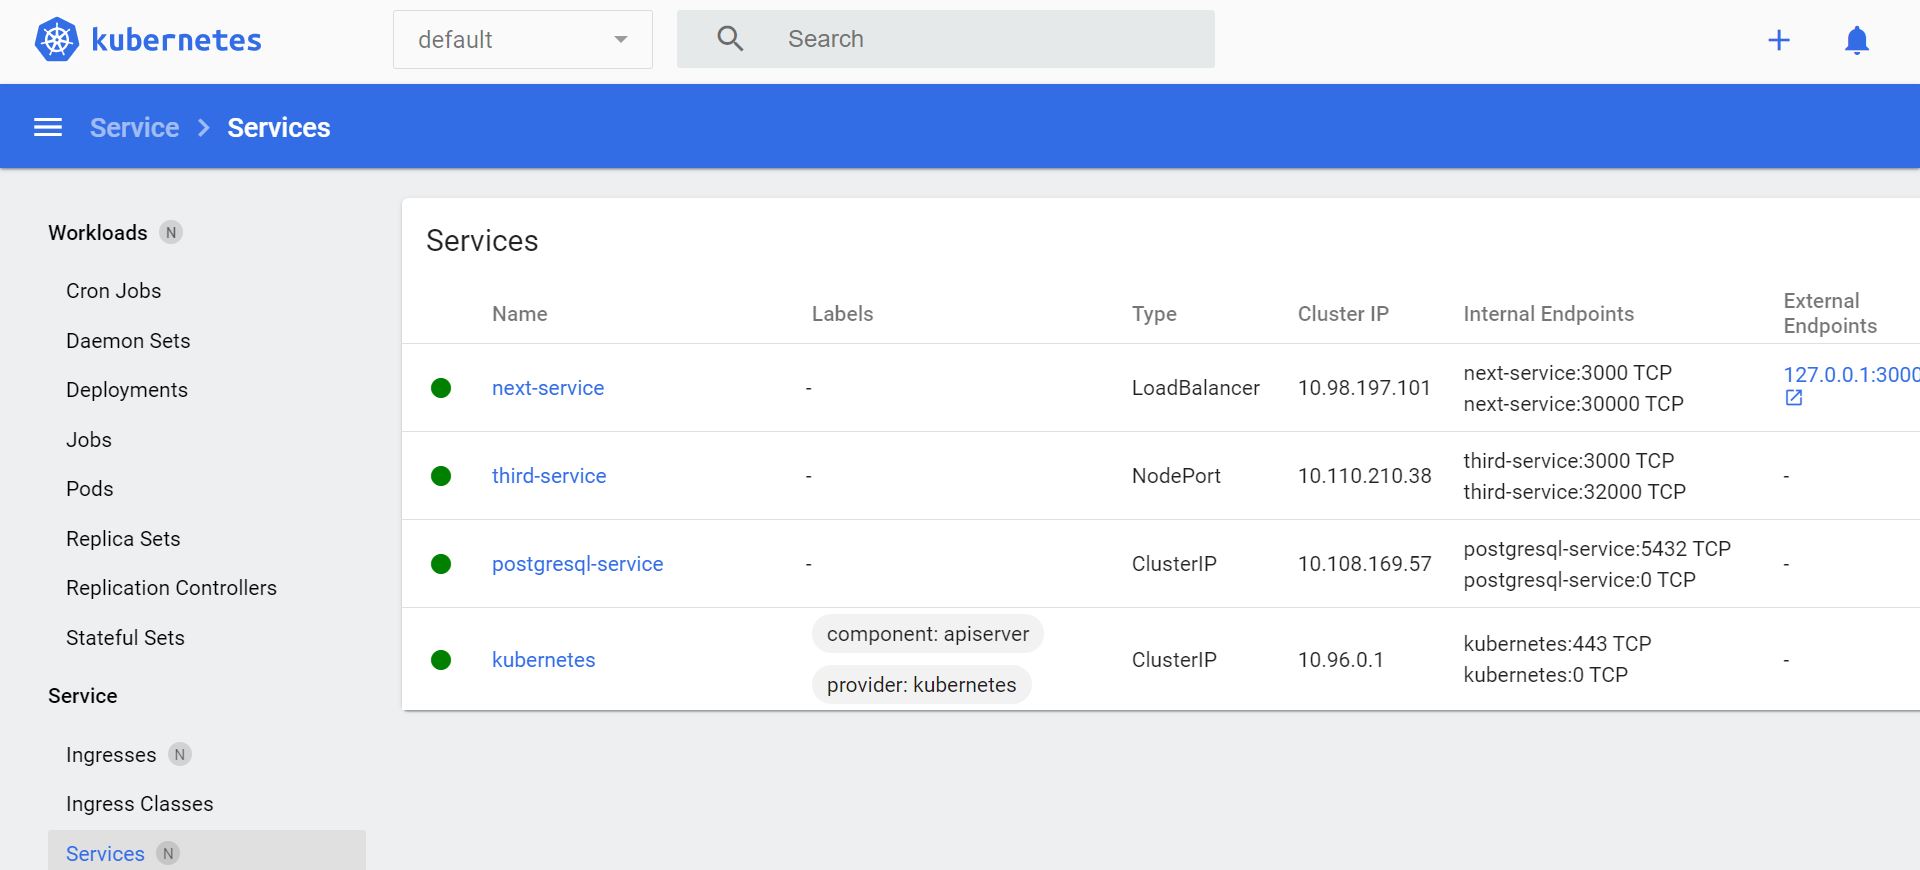 kubernetes
default
Search
Service
Services
Workloads N
Cron Jobs
Daemon Sets
Deployments
Jobs
Pods
Replica Sets
Replication Controllers
Stateful Sets
Service
Ingresses N
Ingress Classes
Services N
Services
Name Labels Type Cluster IP Internal Endpoints External
Endpoints
next-service - LoadBalancer 10.98.197.101 next-service:3000 TCP 127.0.0.1:3000
next-service:30000 TCP
third-service - NodePort 10.110.210.38 third-service:3000 TCP -
third-service:32000 TCP
postgresql-service - ClusterIP 10.108.169.57 postgresql-service:5432 TCP -
postgresql-service:0 TCP
component: apiserver
kubernetes ClusterIP 10.96.0.1 kubernetes:443 TCP -
kubernetes:0 TCP
provider: kubernetes